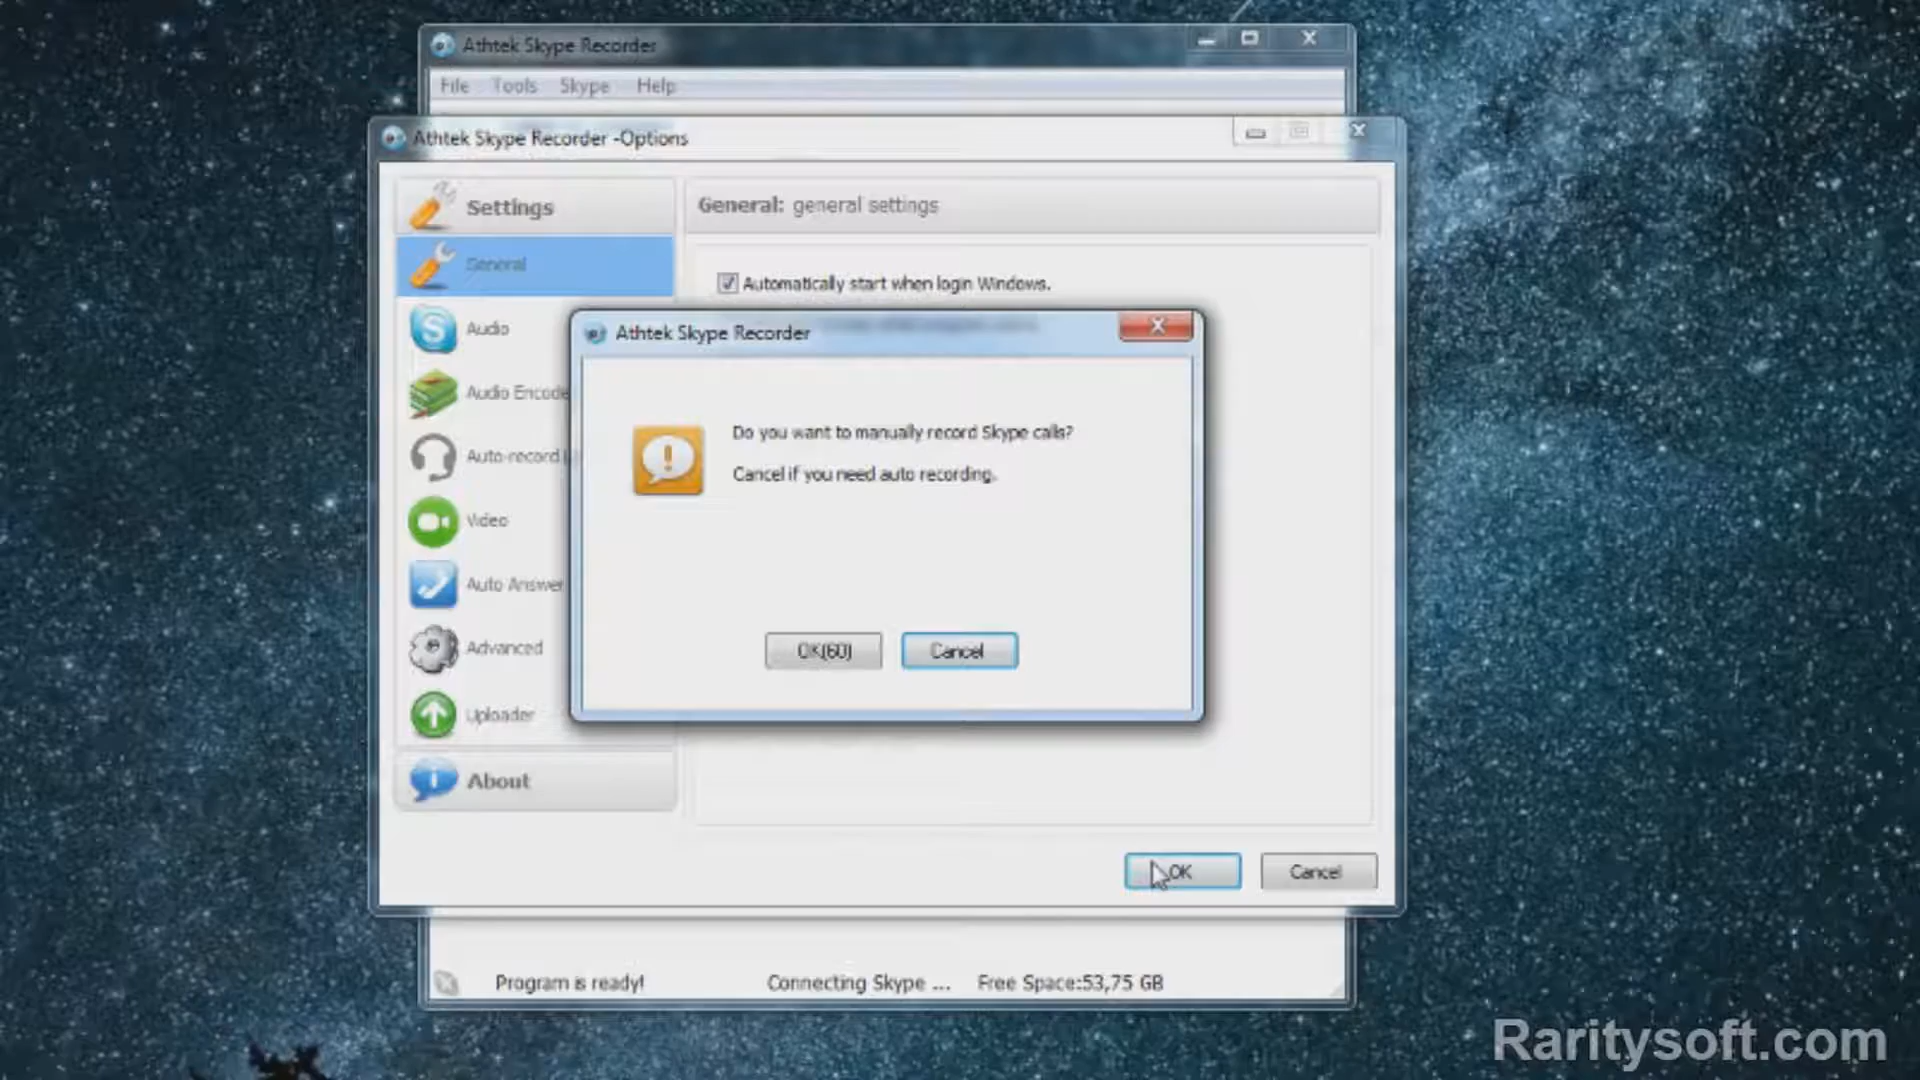 Athtek Skype Recorder
File Tools Skype Help
Athtek Skype Recorder -Options
Settings
General: general settings
General
Automatically start when login Windows.
Audio
Athtek Skype Recorder
Audio Encode
Do you want to manually record Skype calls?
Auto-record
Cancel if you need auto recording.
Video
Auto Answer
Advanced
OK(60) Cancel
Uploader
About
OK Cancel
Program is ready! Connecting Skype ... Free Space:53,75 GB
Raritysoft.com